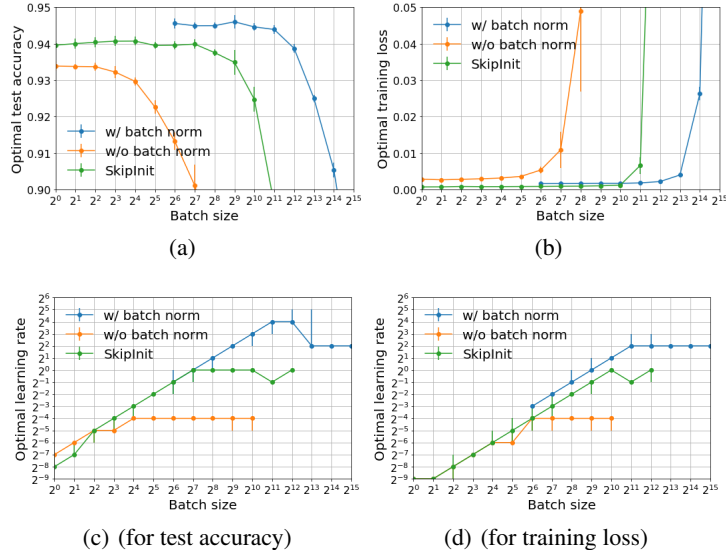 Optimal test accuracy
0.95
0.94
0.93
0.92
0.91
0.90
w/ batch norm
w/o batch norm
SkipInit
2^0 2^1 2^2 2^3 2^4 2^5 2^6 2^7 2^8 2^9 2^10 2^11 2^12 2^13 2^14 2^15
Batch size
(a)
Optimal training loss
0.05
0.04
0.03
0.02
0.01
0.00
w/ batch norm
w/o batch norm
SkipInit
2^0 2^1 2^2 2^3 2^4 2^5 2^6 2^7 2^8 2^9 2^10 2^11 2^12 2^13 2^14 2^15
Batch size
(b)
Optimal learning rate
2^6
2^5
2^4
2^3
2^2
2^1
2^0
2^−1
2^−2
2^−3
2^−4
2^−5
2^−6
2^−7
2^−8
2^−9
w/ batch norm
w/o batch norm
SkipInit
2^0 2^1 2^2 2^3 2^4 2^5 2^6 2^7 2^8 2^9 2^10 2^11 2^12 2^13 2^14 2^15
Batch size
(c) (for test accuracy)
Optimal learning rate
2^6
2^5
2^4
2^3
2^2
2^1
2^0
2^−1
2^−2
2^−3
2^−4
2^−5
2^−6
2^−7
2^−8
2^−9
w/ batch norm
w/o batch norm
SkipInit
2^0 2^1 2^2 2^3 2^4 2^5 2^6 2^7 2^8 2^9 2^10 2^11 2^12 2^13 2^14 2^15
Batch size
(d) (for training loss)